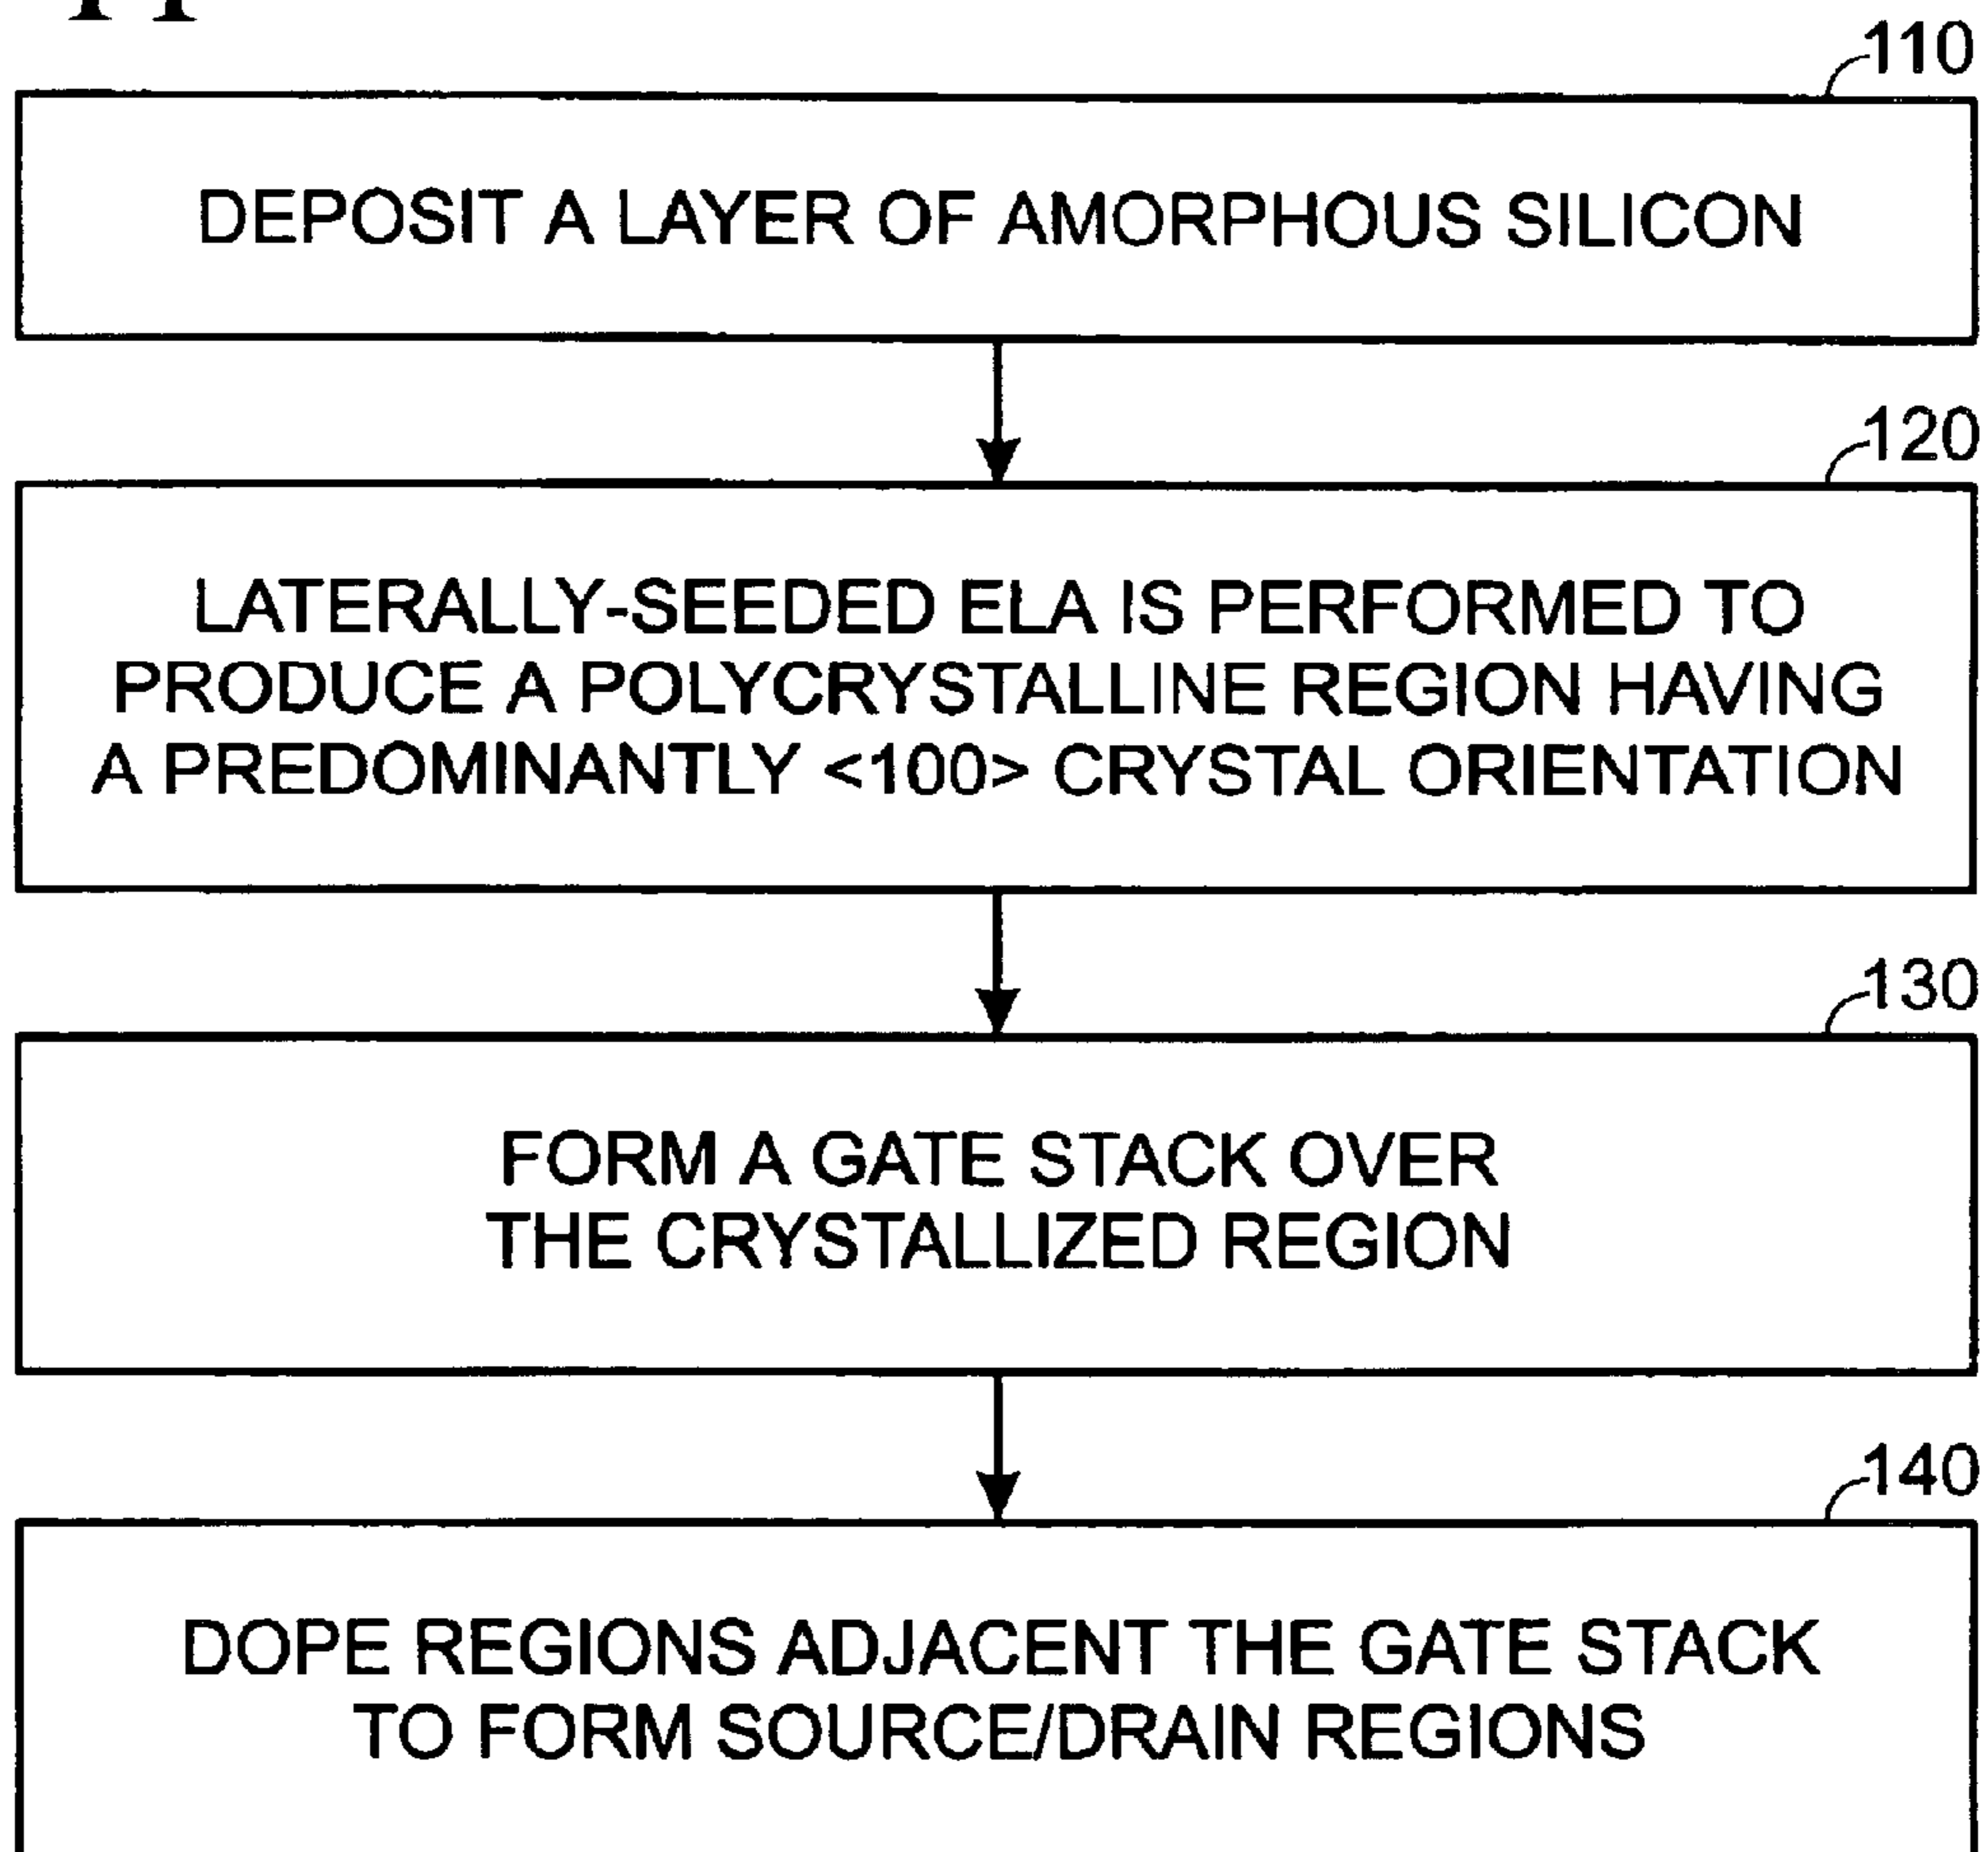 110
DEPOSIT A LAYER OF AMORPHOUS SILICON
120
LATERALLY-SEEDED ELA IS PERFORMED TO
PRODUCE A POLYCRYSTALLINE REGION HAVING
A PREDOMINANTLY <100> CRYSTAL ORIENTATION
130
FORM A GATE STACK OVER
THE CRYSTALLIZED REGION
140
DOPE REGIONS ADJACENT THE GATE STACK
TO FORM SOURCE/DRAIN REGIONS